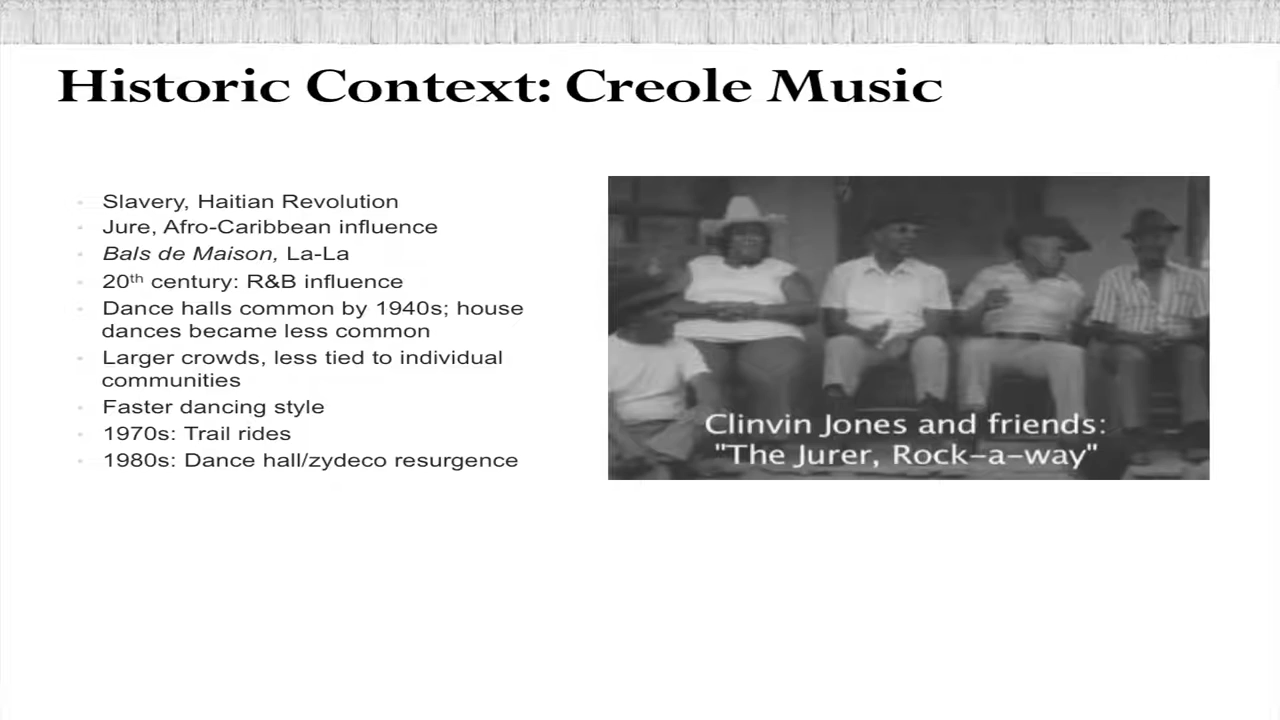 Historic Context: Creole Music
Slavery, Haitian Revolution
Jure, Afro-Caribbean influence
Bals de Maison, La-La
20th century: R&B influence
Dance halls common by 1940s; house
dances became less common
Larger crowds, less tied to individual
communities
Faster dancing style
1970s: Trail rides
1980s: Dance hall/zydeco resurgence
Clinvin Jones and friends:
"The Jurer, Rock-a-way"